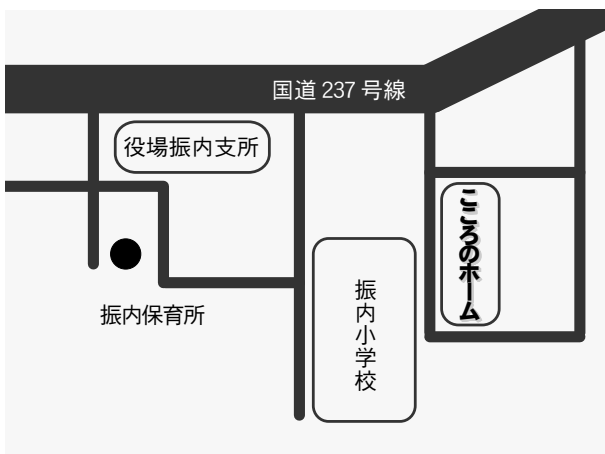 国道 237 号線
役場振内支所
こころのホーム
振内保育所
振内小学校